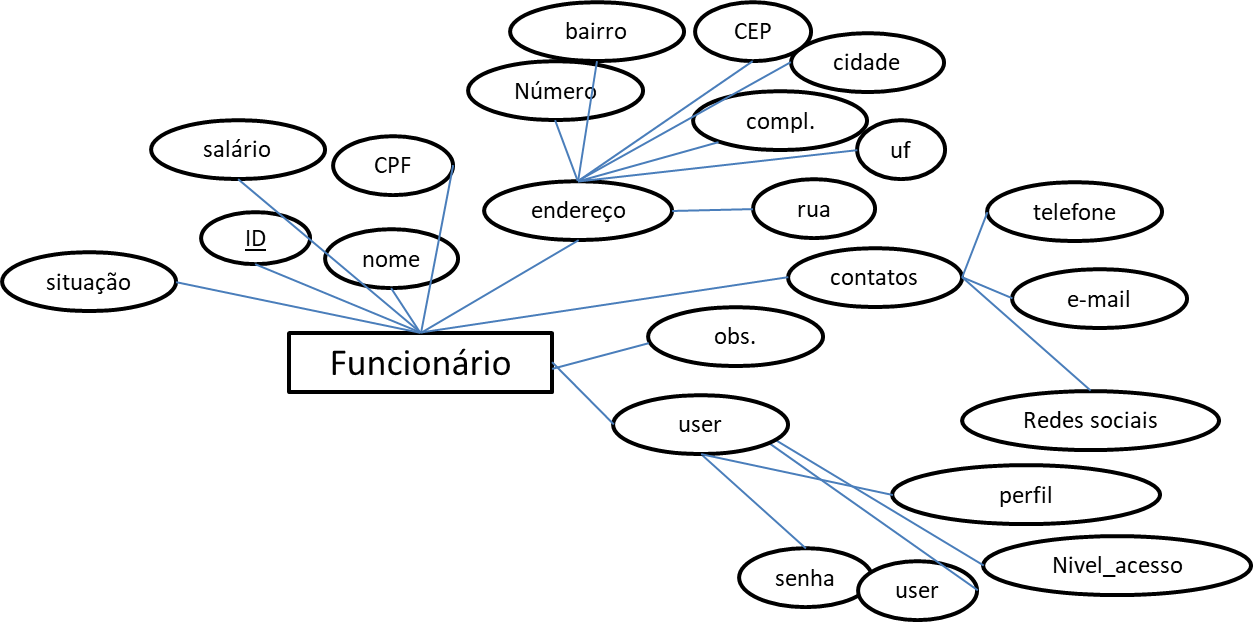 bairro
CEP
cidade
Número
compl.
salário
CPF
uf
endereço
rua
telefone
ID
nome
situação
contatos
e-mail
obs.
Funcionário
Redes sociais
user
perfil
Nivel_acesso
senha
user